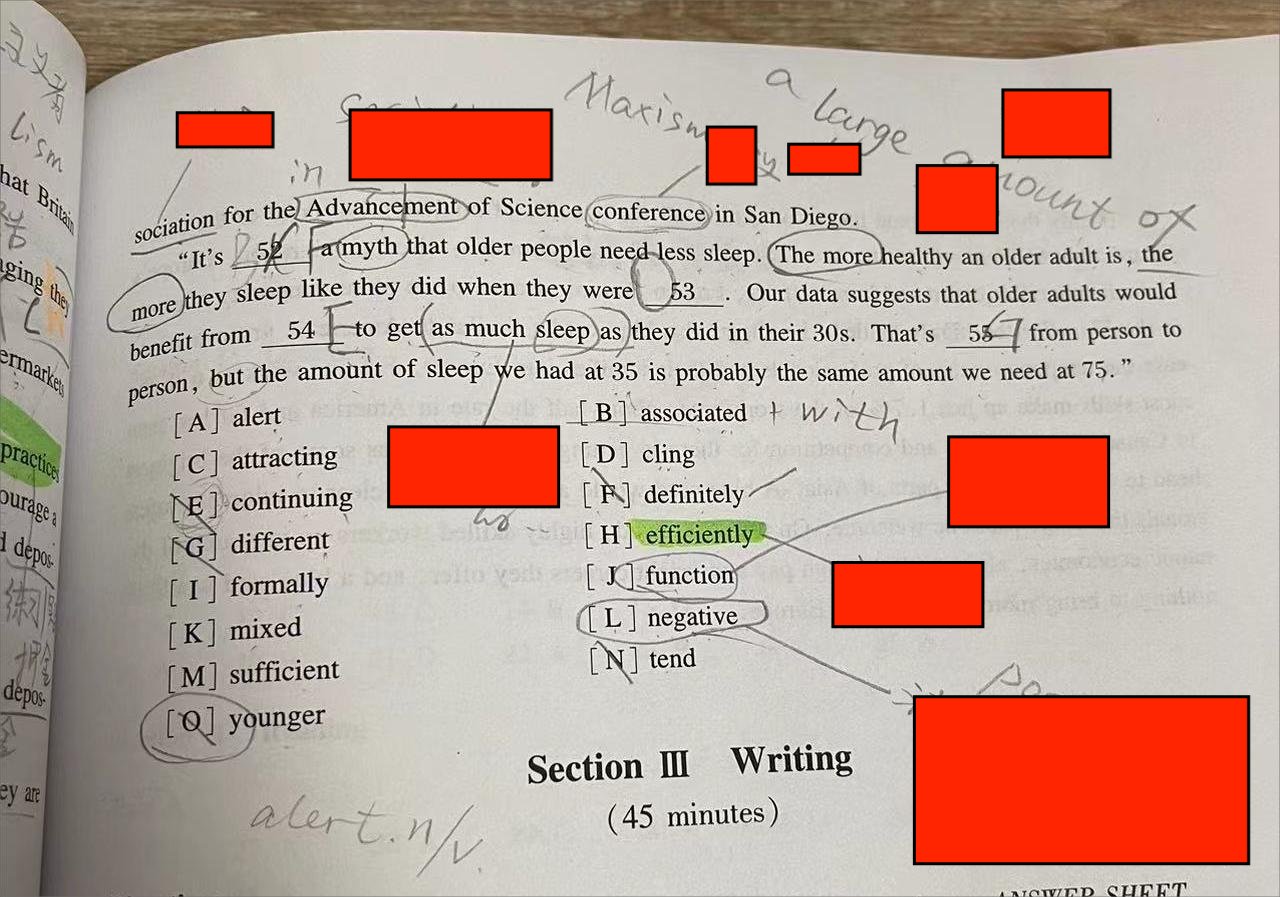 Maxism
a large amount of
in
sociation for the Advancement of Science conference in San Diego.
“It’s 52 a myth that older people need less sleep. The more healthy an older adult is, the
more they sleep like they did when they were 53 . Our data suggests that older adults would
benefit from 54 to get as much sleep as they did in their 30s. That’s 55 from person to
person, but the amount of sleep we had at 35 is probably the same amount we need at 75.”
[A] alert [B] associated + with
[C] attracting [D] cling
[E] continuing [F] definitely
[G] different [H] efficiently
[I] formally [J] function
[K] mixed [L] negative
[M] sufficient [N] tend
[O] younger
Section Ⅲ Writing
(45 minutes)
alert. n/v.
ANSWER SHEET
lism
hat Britain
ging they
ermarkets
practices
ourage a
d depos-
练习
押金
depos-
ey are